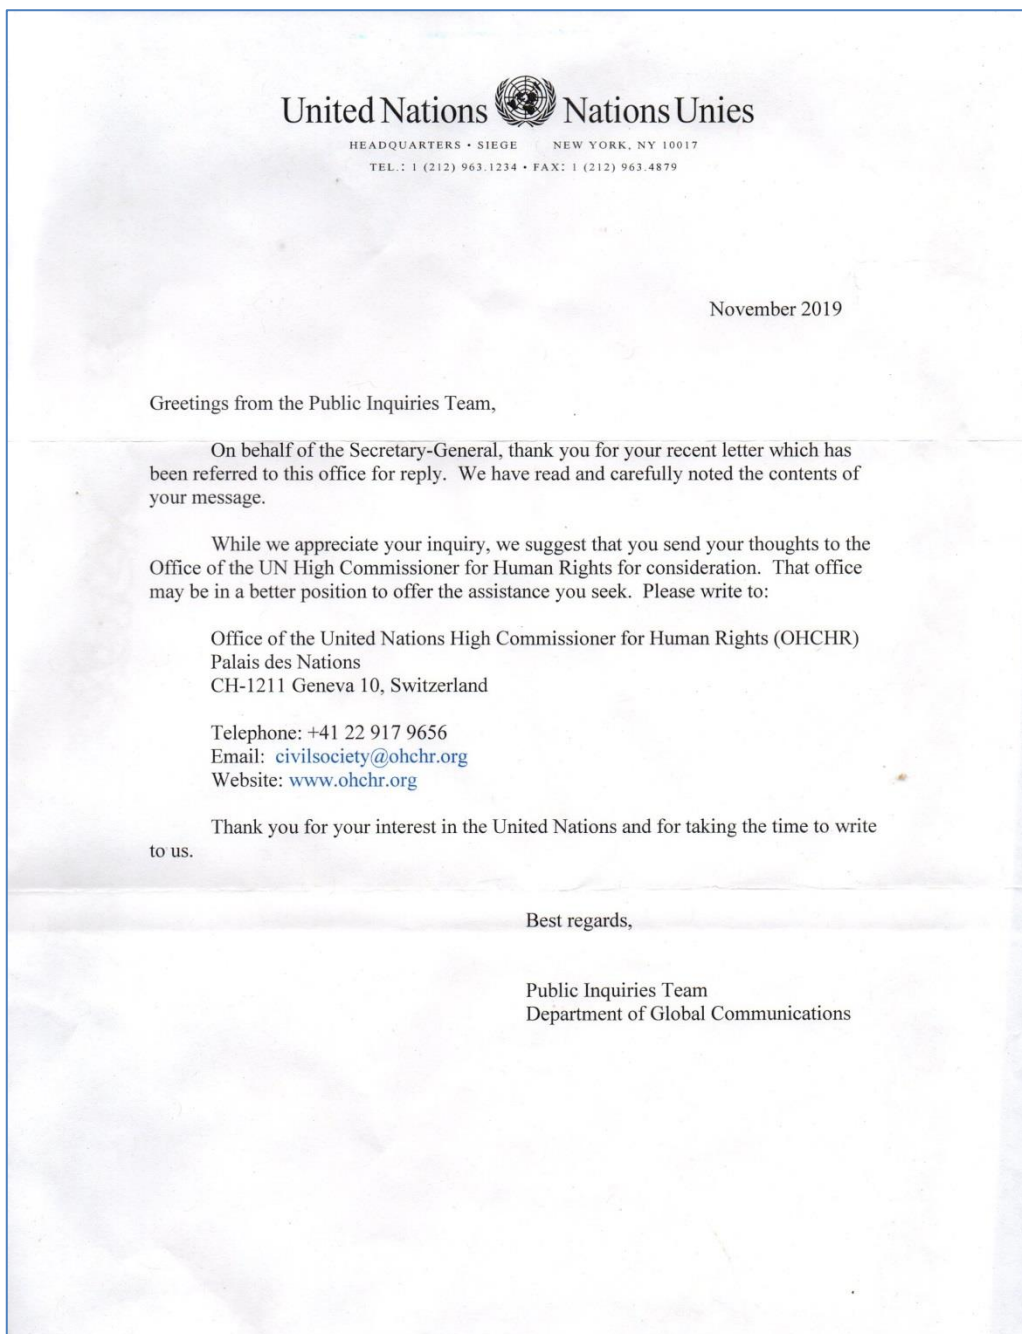 United Nations Nations Unies
HEADQUARTERS • SIEGE NEW YORK, NY 10017
TEL.: 1 (212) 963.1234 • FAX: 1 (212) 963.4879
November 2019
Greetings from the Public Inquiries Team,
On behalf of the Secretary-General, thank you for your recent letter which has
been referred to this office for reply. We have read and carefully noted the contents of
your message.
While we appreciate your inquiry, we suggest that you send your thoughts to the
Office of the UN High Commissioner for Human Rights for consideration. That office
may be in a better position to offer the assistance you seek. Please write to:
Office of the United Nations High Commissioner for Human Rights (OHCHR)
Palais des Nations
CH-1211 Geneva 10, Switzerland
Telephone: +41 22 917 9656
Email: civilsociety@ohchr.org
Website: www.ohchr.org
Thank you for your interest in the United Nations and for taking the time to write
to us.
Best regards,
Public Inquiries Team
Department of Global Communications